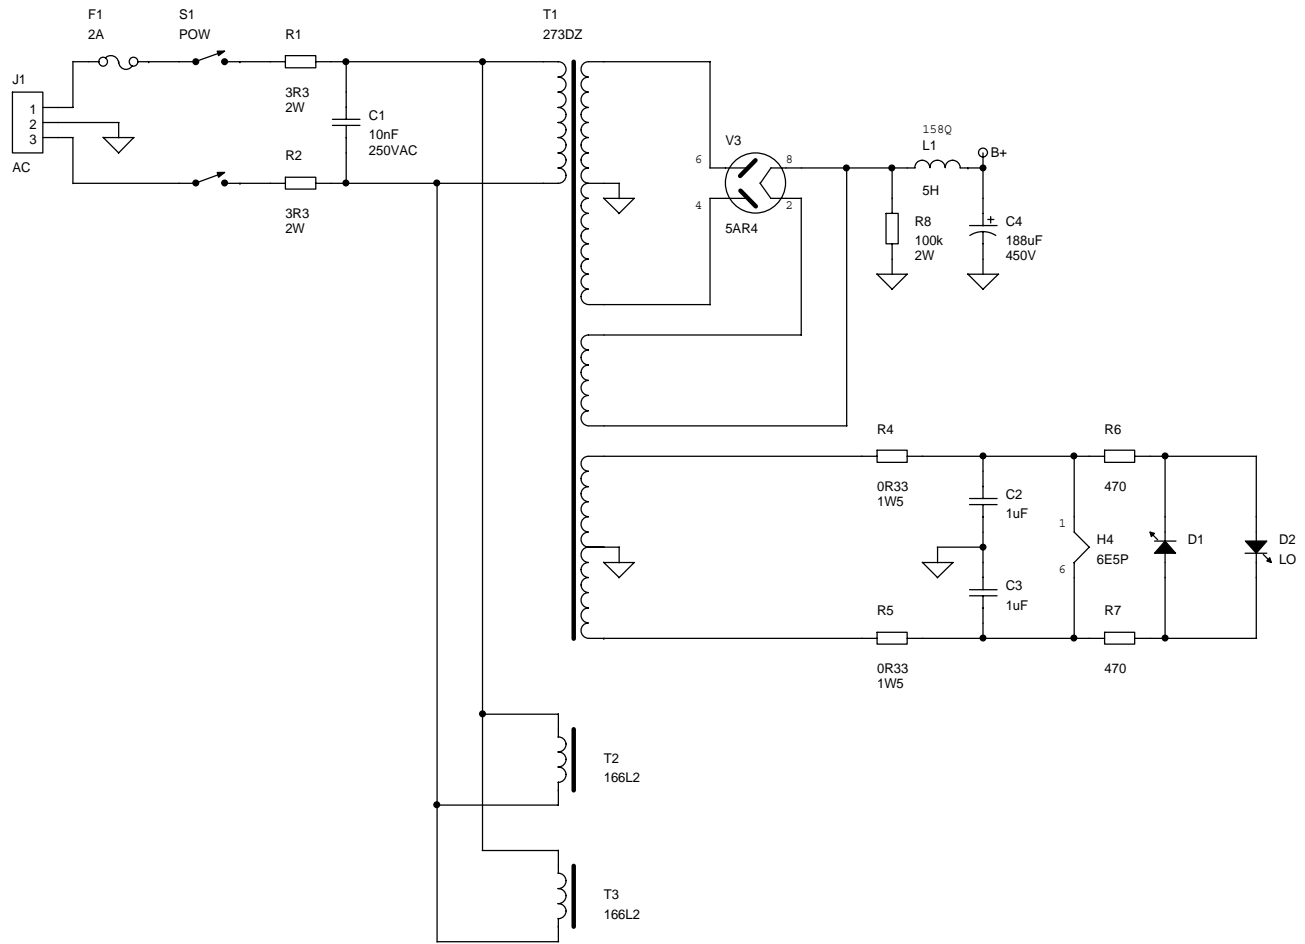 F1
2A
S1
POW
R1
3R3
2W
T1
273DZ
J1
1
2
3
AC
C1
10nF
250VAC
R2
3R3
2W
V3
6
8
4
2
5AR4
158Q
L1
5H
B+
R8
100k
2W
+
C4
188uF
450V
R4
0R33
1W5
R6
470
C2
1uF
1
H4
6E5P
6
D1
D2
LO
C3
1uF
R5
0R33
1W5
R7
470
T2
166L2
T3
166L2